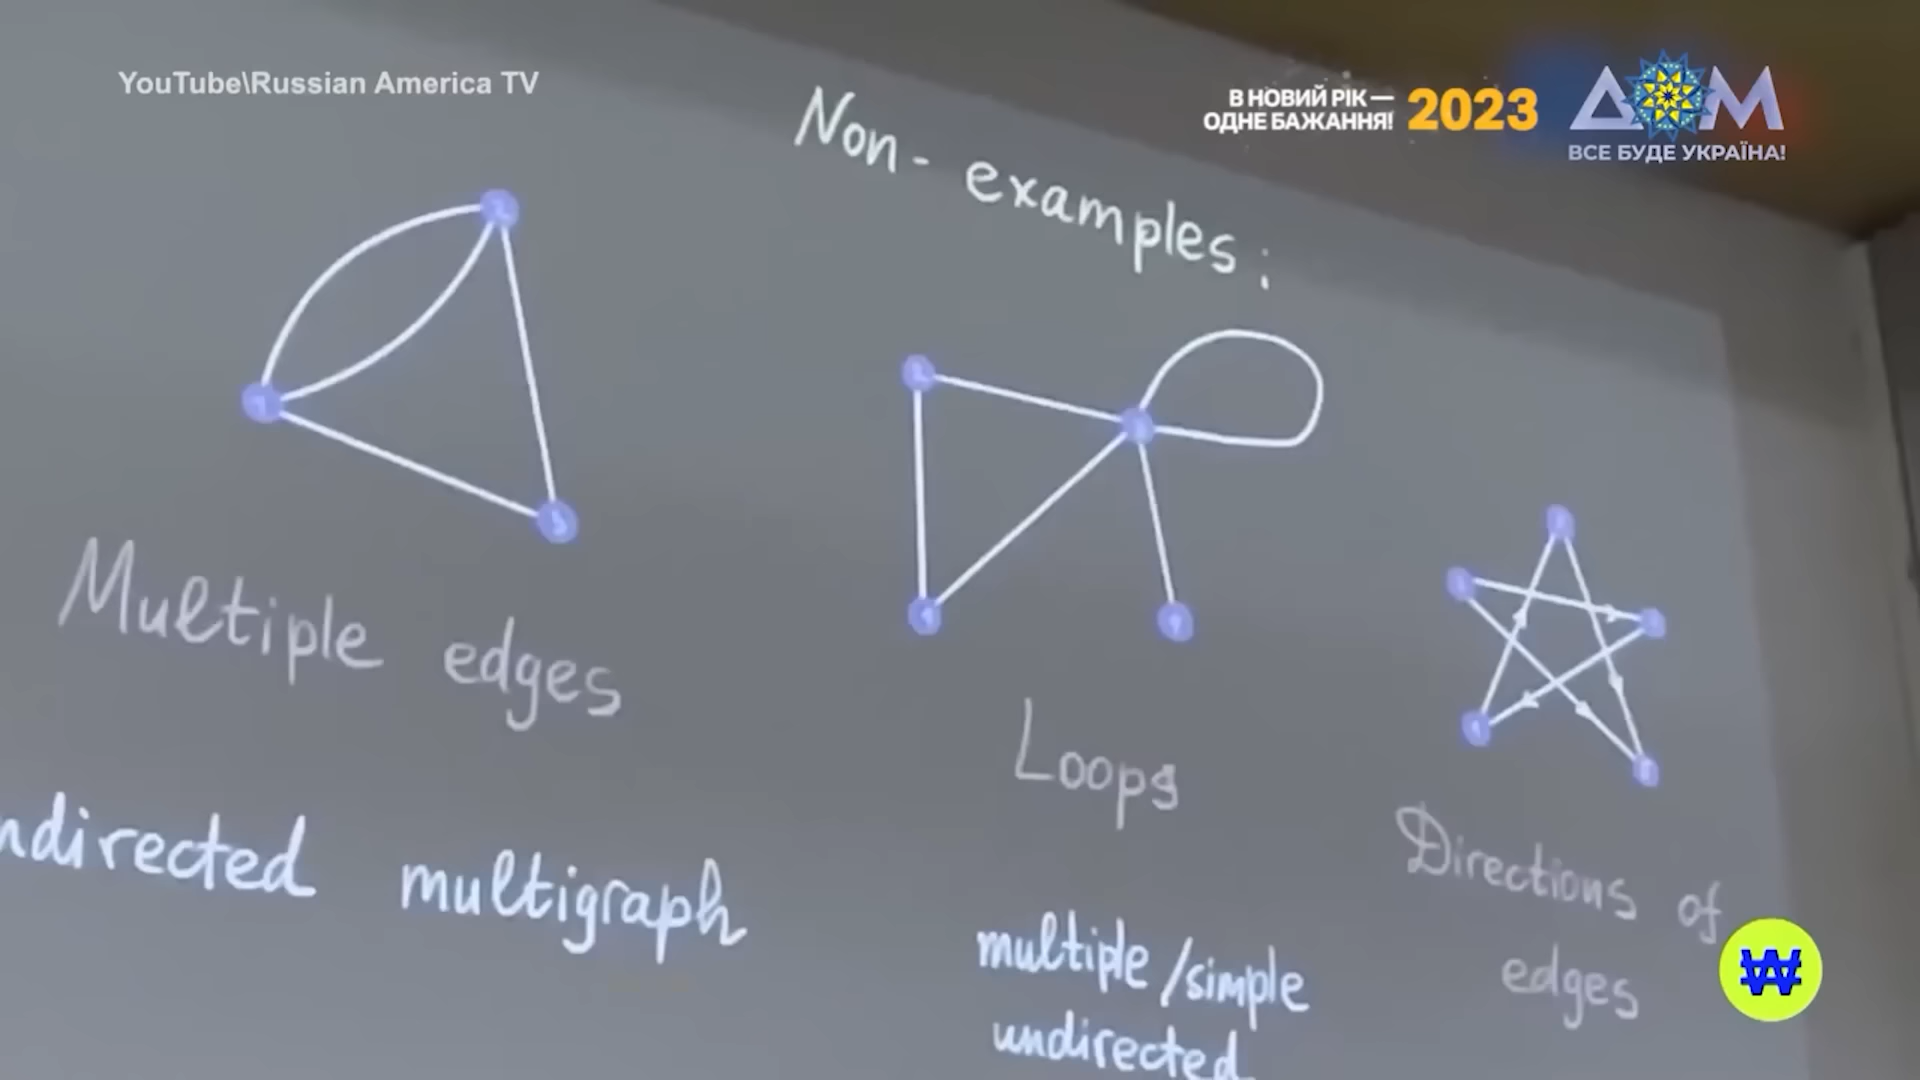 YouTube\Russian America TV
В НОВИЙ РІК —
ОДНЕ БАЖАННЯ!
2023
ДОМ
ВСЕ БУДЕ УКРАЇНА!
Non-examples:
Multiple edges
Loops
Directions of
edges
ndirected multigraph
multiple/simple
undirected